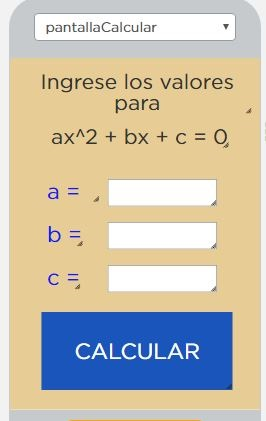 pantallaCalcular
Ingrese los valores
para
ax^2 + bx + c = 0
a =
b =
c =
CALCULAR